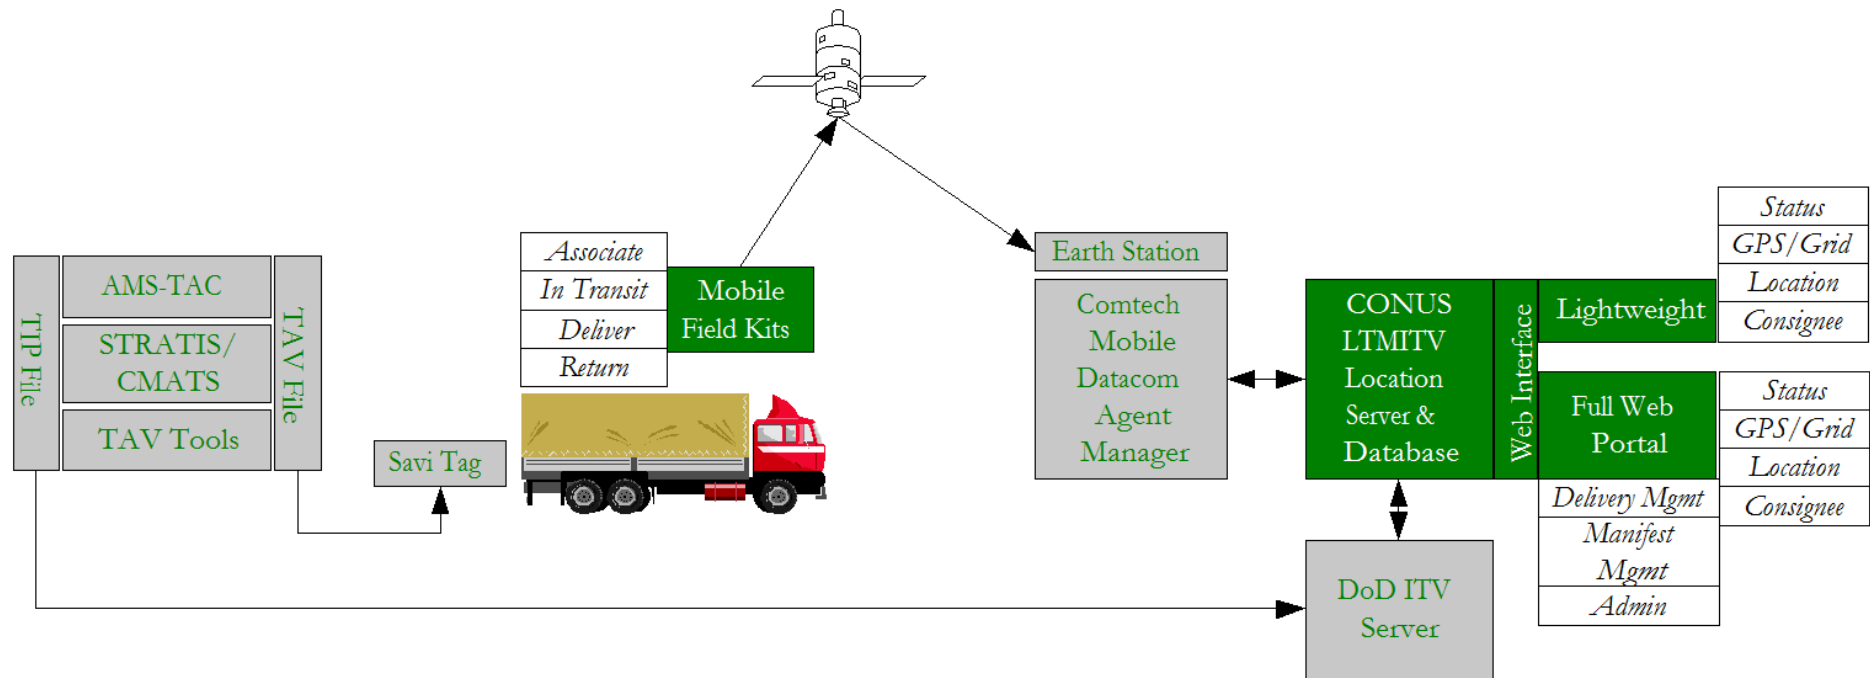 TIP File
AMS-TAC
STRATIS/
CMATS
TAV Tools
TAV File
Savi Tag
Associate
In Transit
Deliver
Return
Mobile
Field Kits
Earth Station
Comtech
Mobile
Datacom
Agent
Manager
CONUS
LTMITV
Location
Server &
Database
Web Interface
Lightweight
Status
GPS/Grid
Location
Consignee
Full Web
Portal
Status
GPS/Grid
Location
Consignee
Delivery Mgmt
Manifest
Mgmt
Admin
DoD ITV
Server